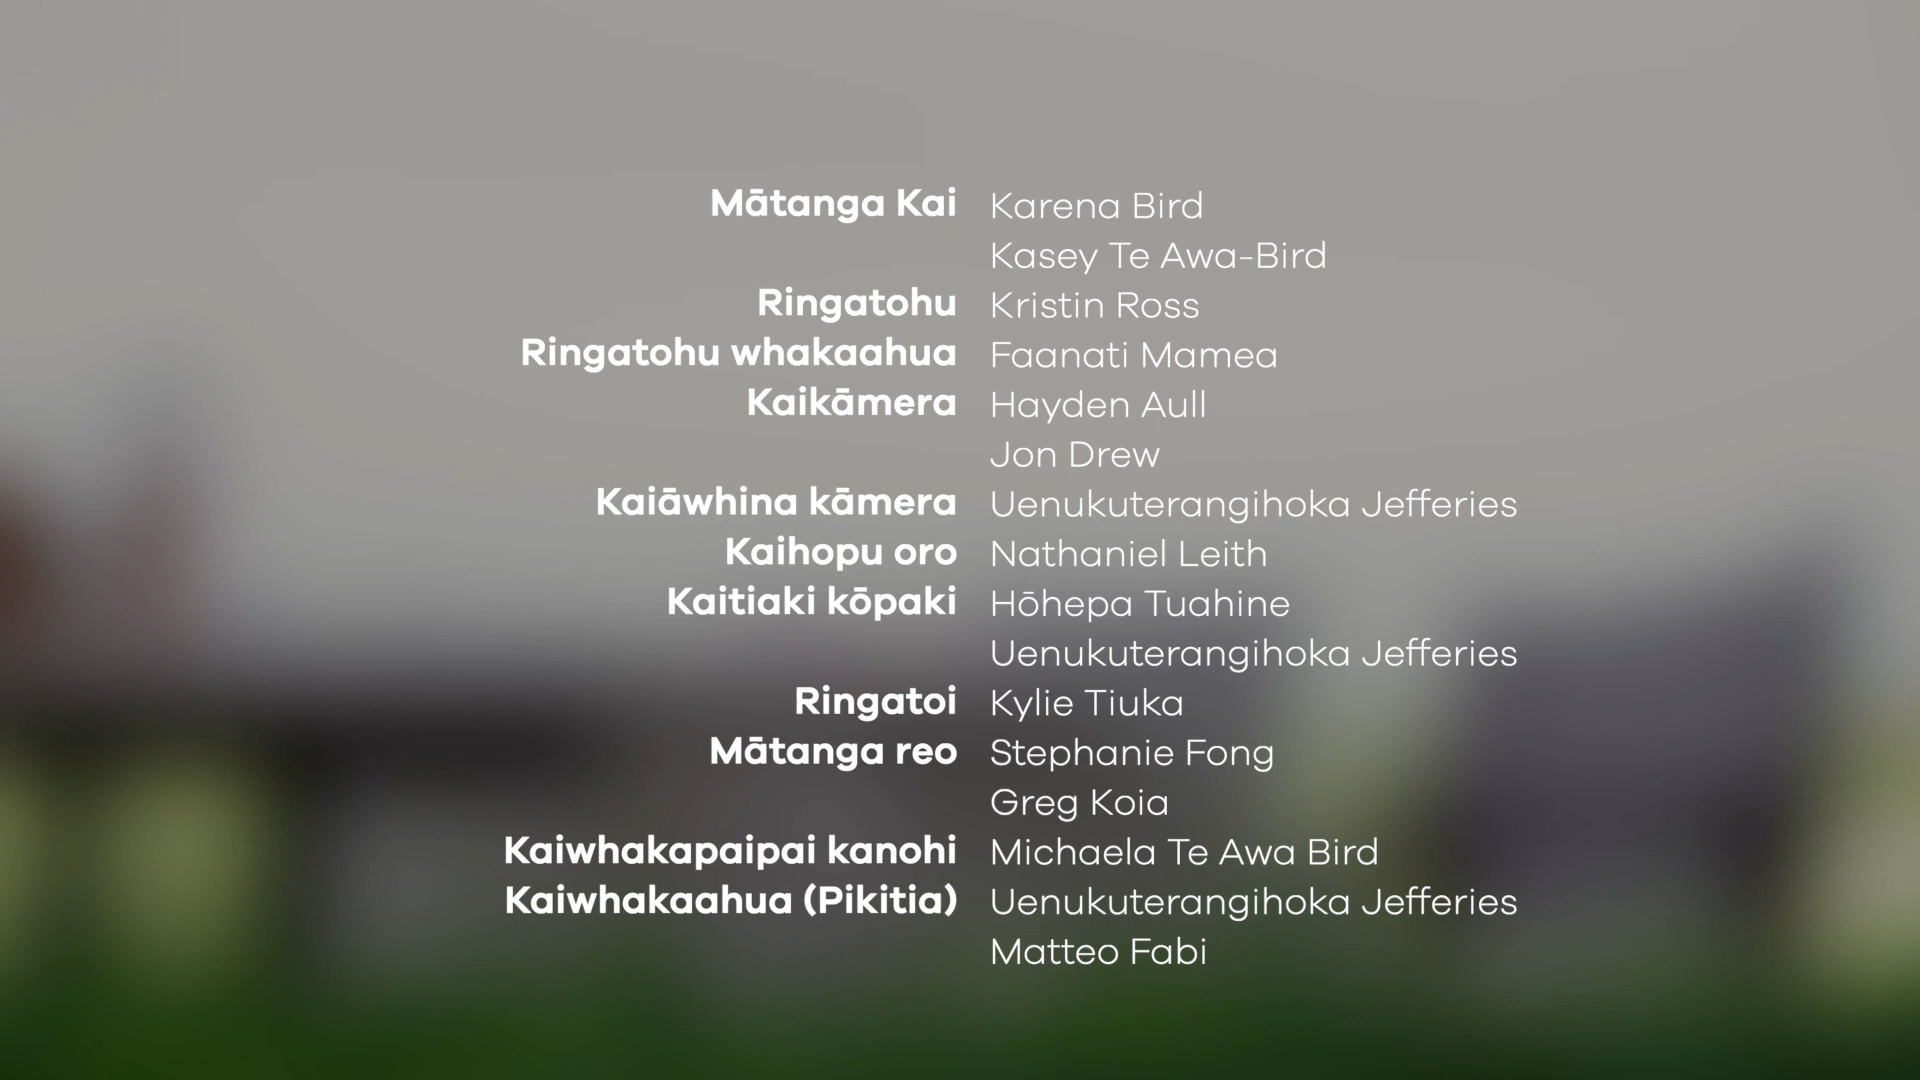 Mātanga Kai Karena Bird
Kasey Te Awa-Bird
Ringatohu Kristin Ross
Ringatohu whakaahua Faanati Mamea
Kaikāmera Hayden Aull
Jon Drew
Kaiāwhina kāmera Uenukuterangihoka Jefferies
Kaihopu oro Nathaniel Leith
Kaitiaki kōpaki Hōhepa Tuahine
Uenukuterangihoka Jefferies
Ringatoi Kylie Tiuka
Mātanga reo Stephanie Fong
Greg Koia
Kaiwhakapaipai kanohi Michaela Te Awa Bird
Kaiwhakaahua (Pikitia) Uenukuterangihoka Jefferies
Matteo Fabi